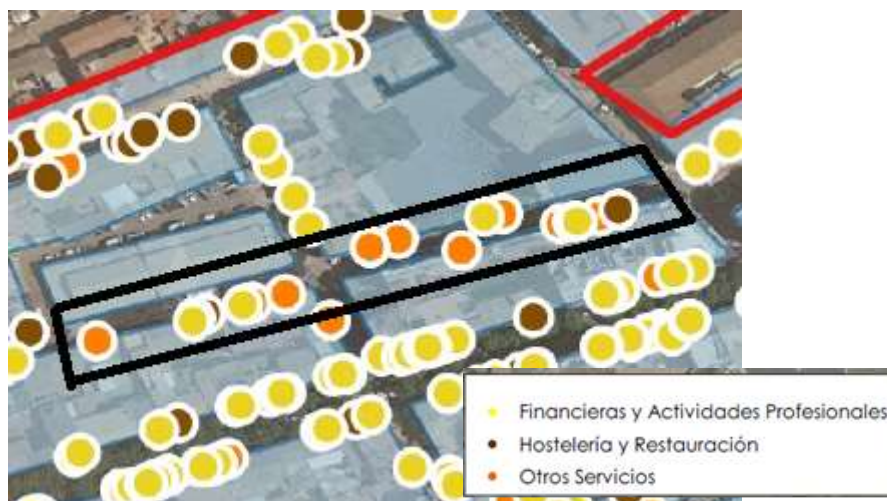 Financieras y Actividades Profesionales
Hostelería y Restauración
Otros Servicios